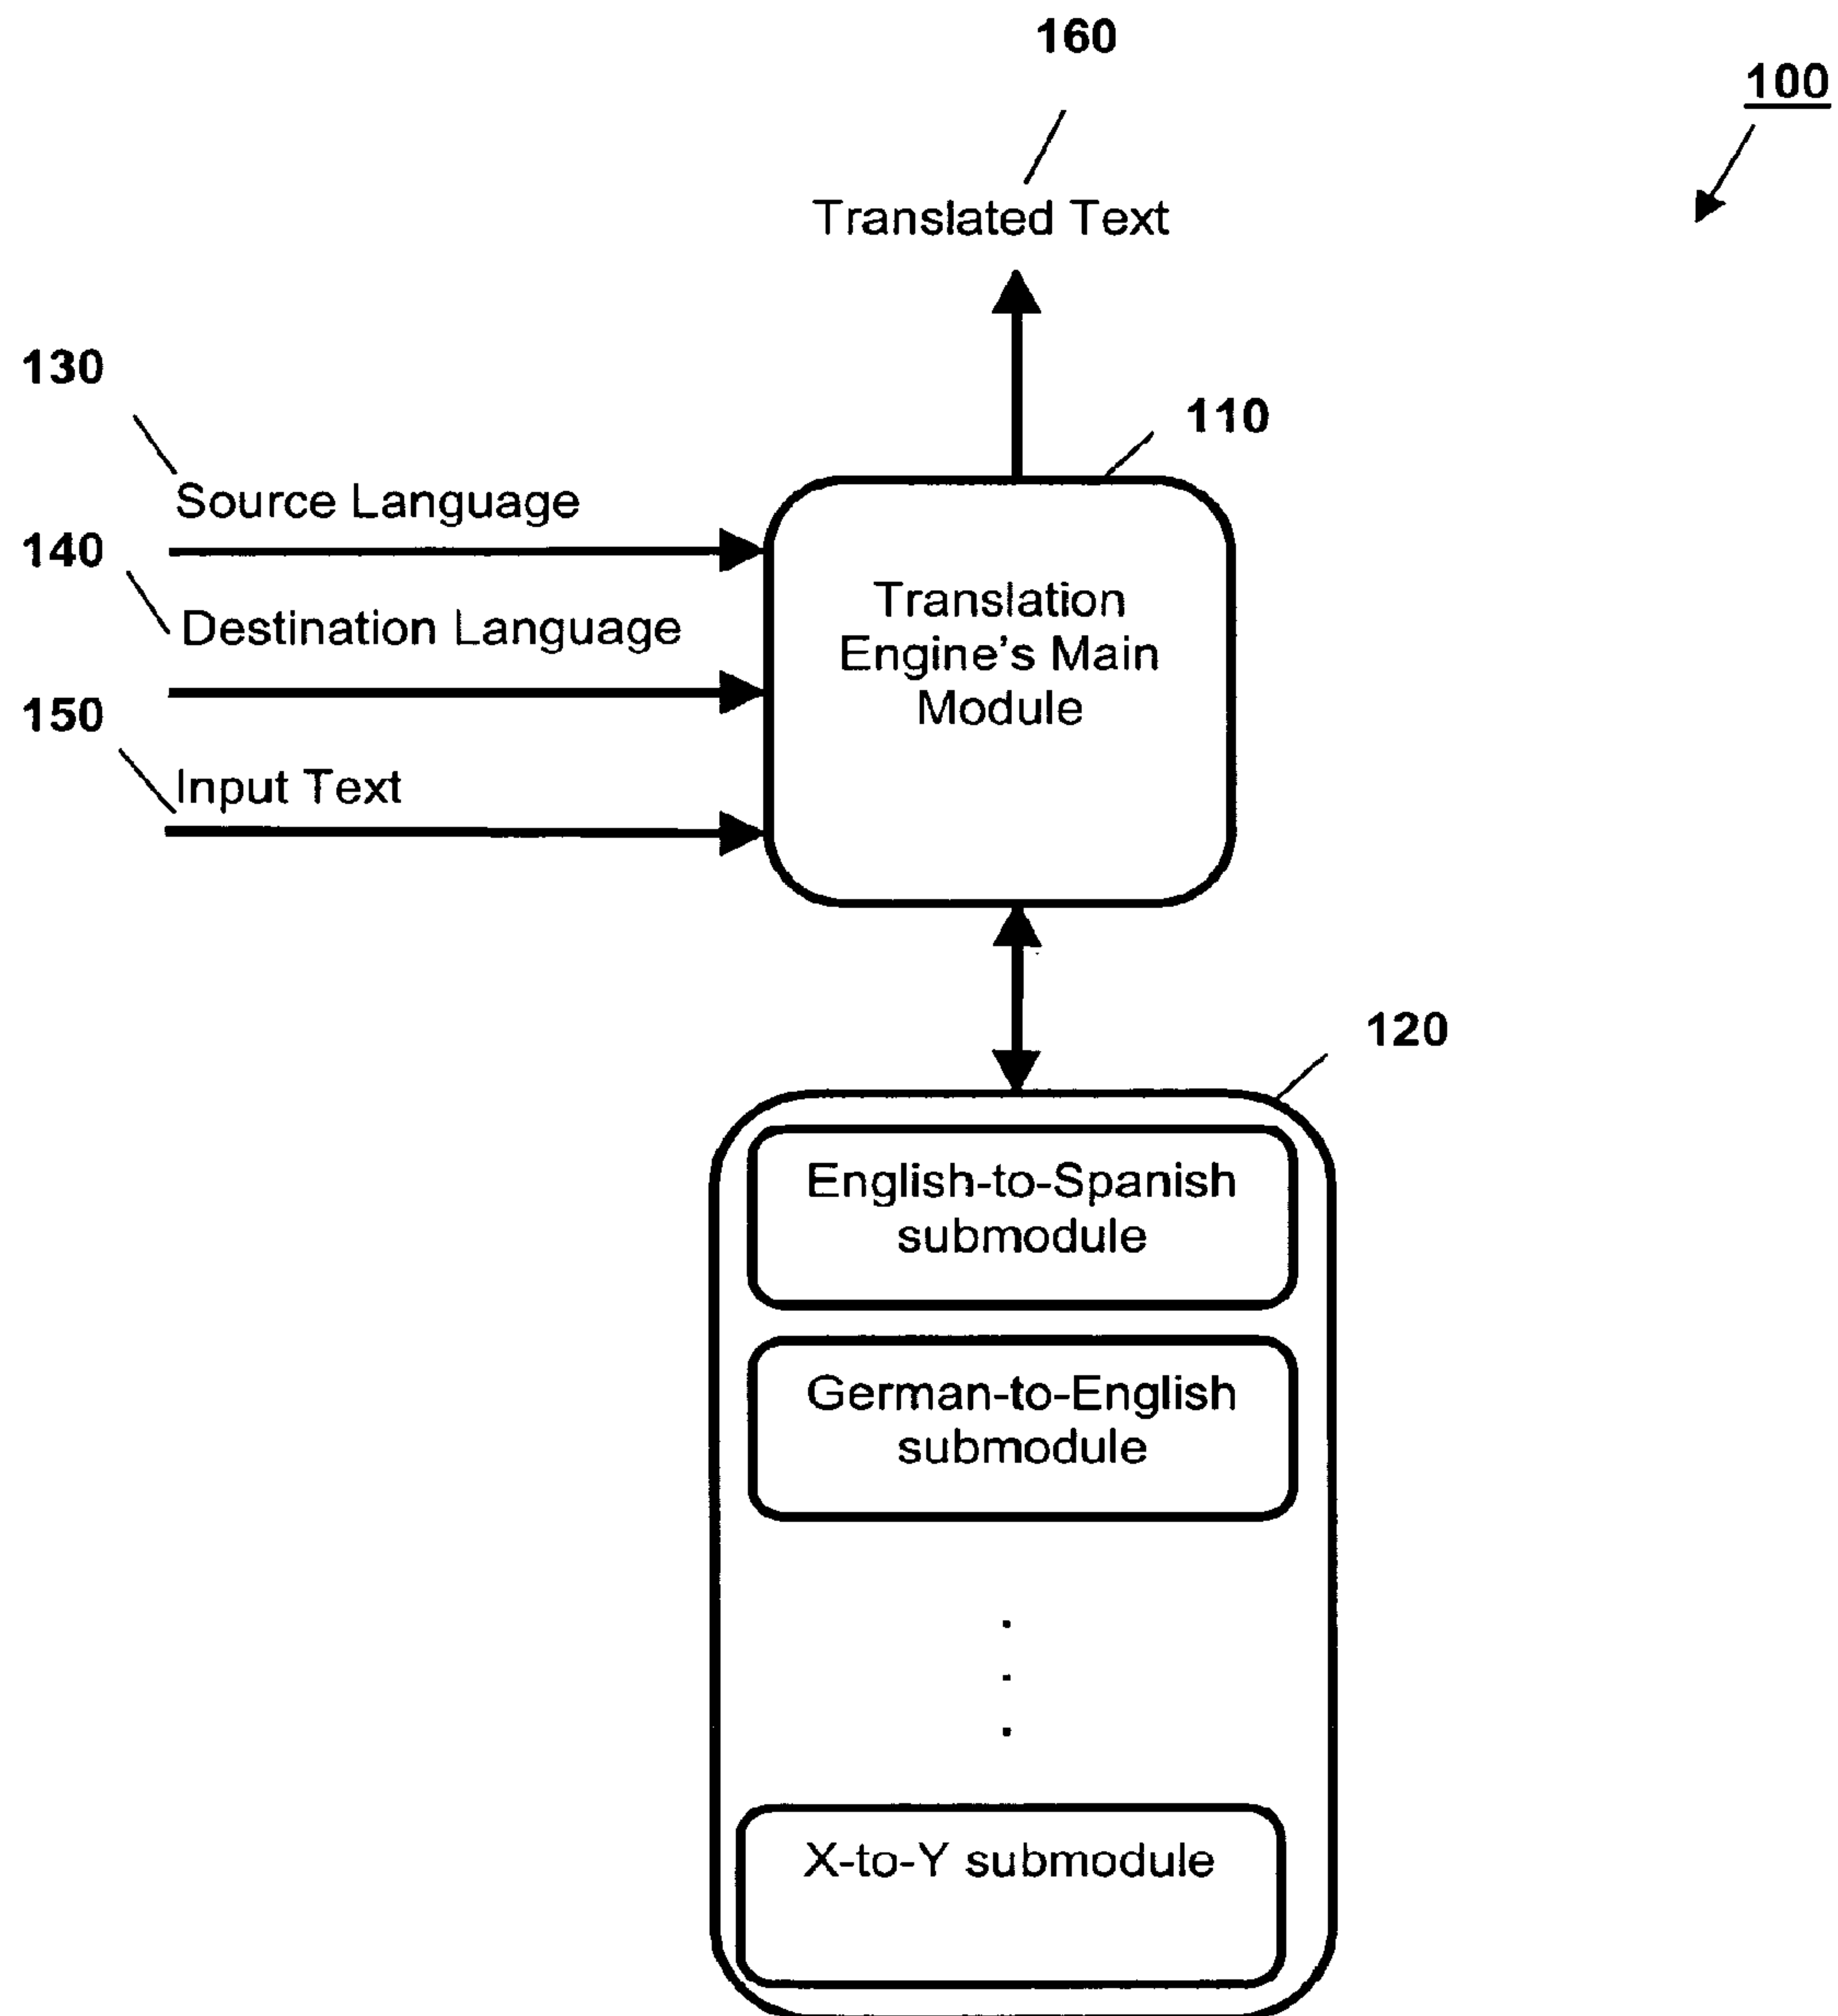 160
100
Translated Text
130
110
Source Language
140
Destination Language
150
Input Text
Translation
Engine's Main
Module
120
English-to-Spanish
submodule
German-to-English
submodule
.
.
.
X-to-Y submodule